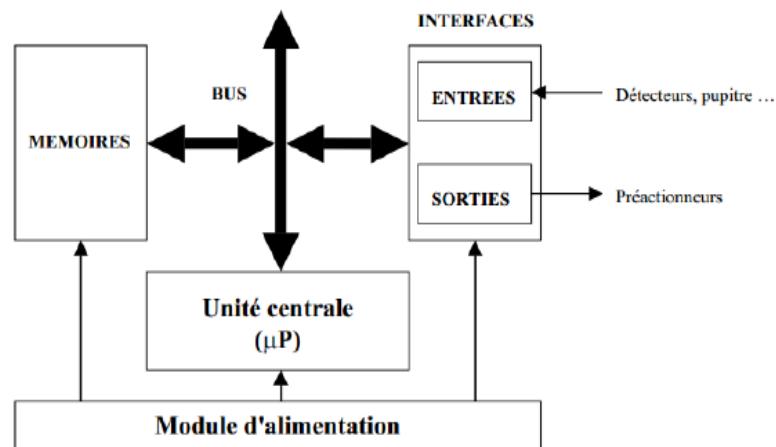 INTERFACES
BUS
MEMOIRES
ENTREES
Détecteurs, pupitre ...
SORTIES
Préactionneurs
Unité centrale
(µP)
Module d'alimentation